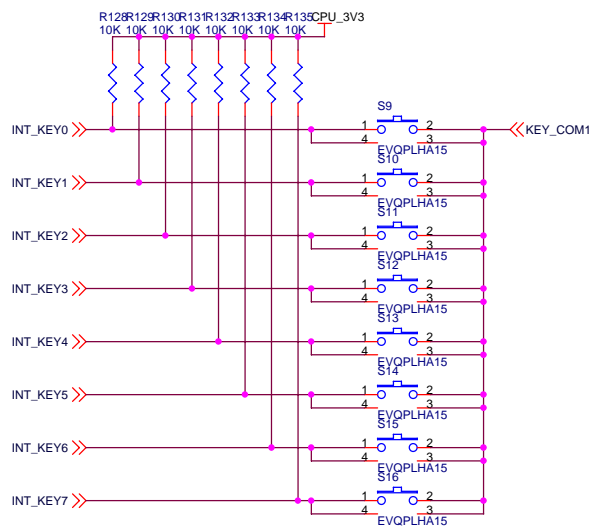 R128 R129 R130 R131 R132 R133 R134 R135 CPU_3V3
10K 10K 10K 10K 10K 10K 10K 10K
S9
INT_KEY0 1 2 KEY_COM1
4 3
EVQPLHA15
S10
INT_KEY1 1 2
4 3
EVQPLHA15
S11
INT_KEY2 1 2
4 3
EVQPLHA15
S12
INT_KEY3 1 2
4 3
EVQPLHA15
S13
INT_KEY4 1 2
4 3
EVQPLHA15
S14
INT_KEY5 1 2
4 3
EVQPLHA15
S15
INT_KEY6 1 2
4 3
EVQPLHA15
S16
INT_KEY7 1 2
4 3
EVQPLHA15